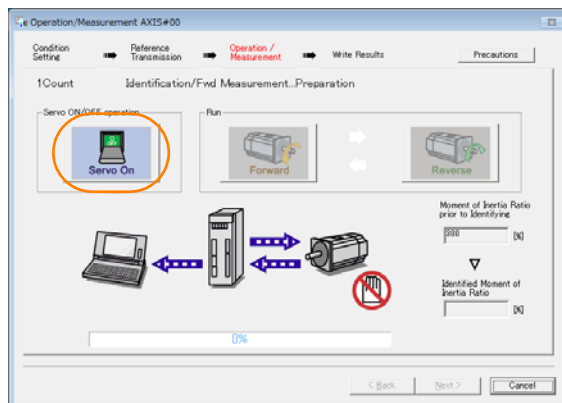 Operation/Measurement AXIS#00
Condition Setting
Reference Transmission
Operation / Measurement
Write Results
Precautions
1Count
Identification/Fwd Measurement...Preparation
Servo ON/OFF operation
Run
Servo On
Forward
Reverse
Moment of Inertia Ratio
prior to Identifying
300 [%]
Identified Moment of
Inertia Ratio
[%]
0%
< Back
Next >
Cancel